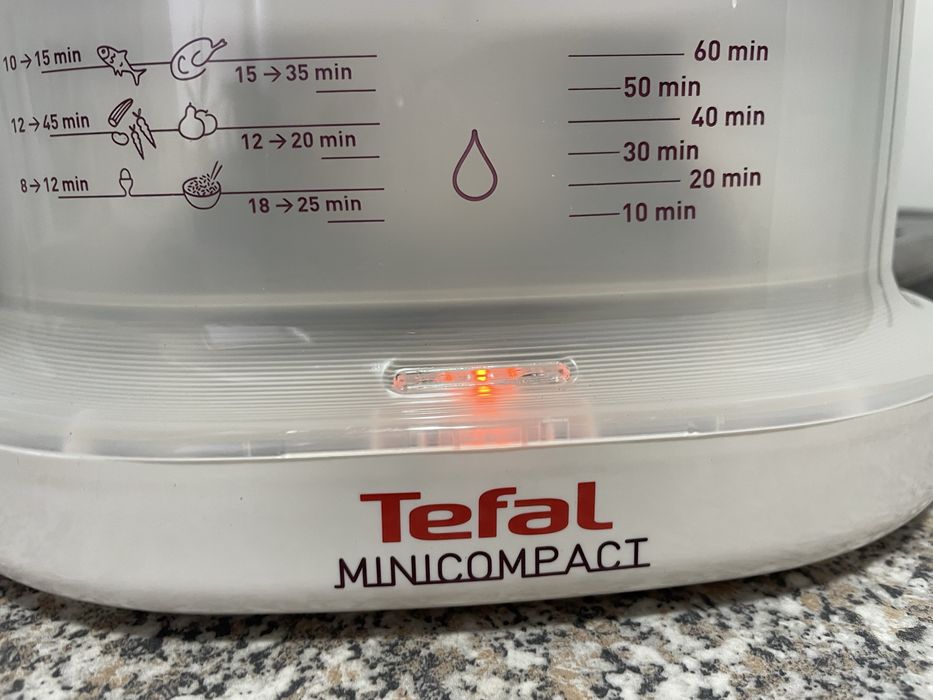 10→15 min
15→35 min
12→45 min
12→20 min
8→12 min
18→25 min
60 min
50 min
40 min
30 min
20 min
10 min
Tefal
MINICOMPACT